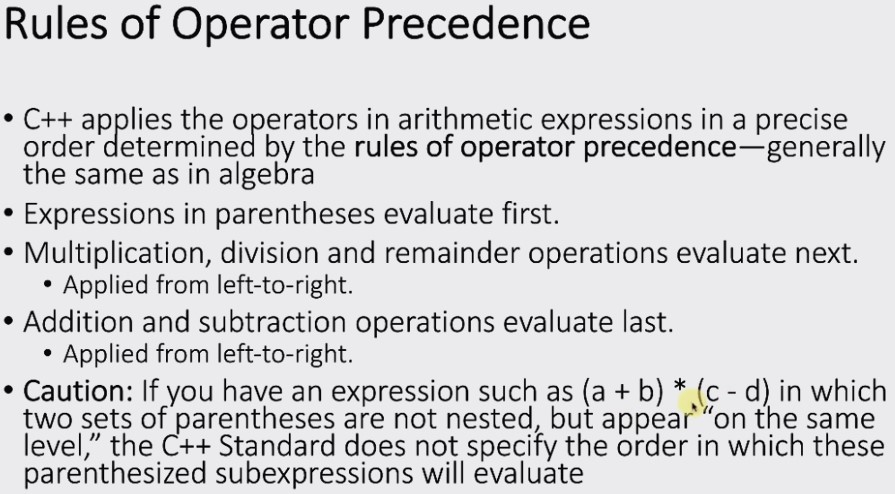 Rules of Operator Precedence
• C++ applies the operators in arithmetic expressions in a precise
order determined by the rules of operator precedence—generally
the same as in algebra
• Expressions in parentheses evaluate first.
• Multiplication, division and remainder operations evaluate next.
• Applied from left-to-right.
• Addition and subtraction operations evaluate last.
• Applied from left-to-right.
• Caution: If you have an expression such as (a + b) * (c - d) in which
two sets of parentheses are not nested, but appear “on the same
level,” the C++ Standard does not specify the order in which these
parenthesized subexpressions will evaluate